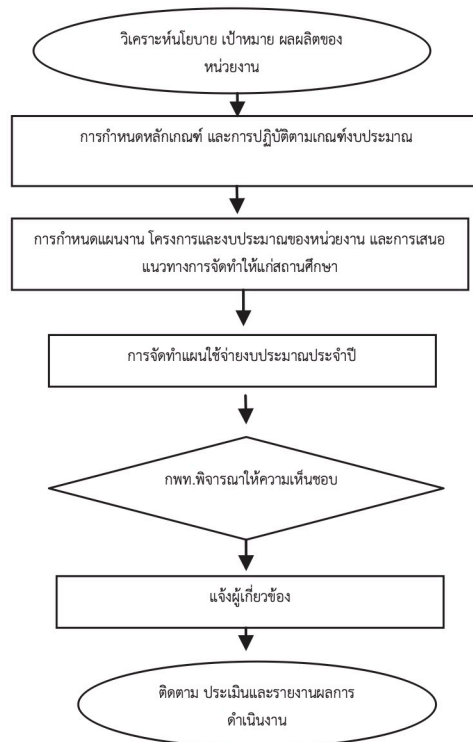 วิเคราะห์นโยบาย เป้าหมาย ผลผลิตของ
หน่วยงาน
การกำหนดหลักเกณฑ์ และการปฏิบัติตามเกณฑ์งบประมาณ
การกำหนดแผนงาน โครงการและงบประมาณของหน่วยงาน และการเสนอ
แนวทางการจัดทำให้แก่สถานศึกษา
การจัดทำแผนใช้จ่ายงบประมาณประจำปี
กพท.พิจารณาให้ความเห็นชอบ
แจ้งผู้เกี่ยวข้อง
ติดตาม ประเมินและรายงานผลการ
ดำเนินงาน